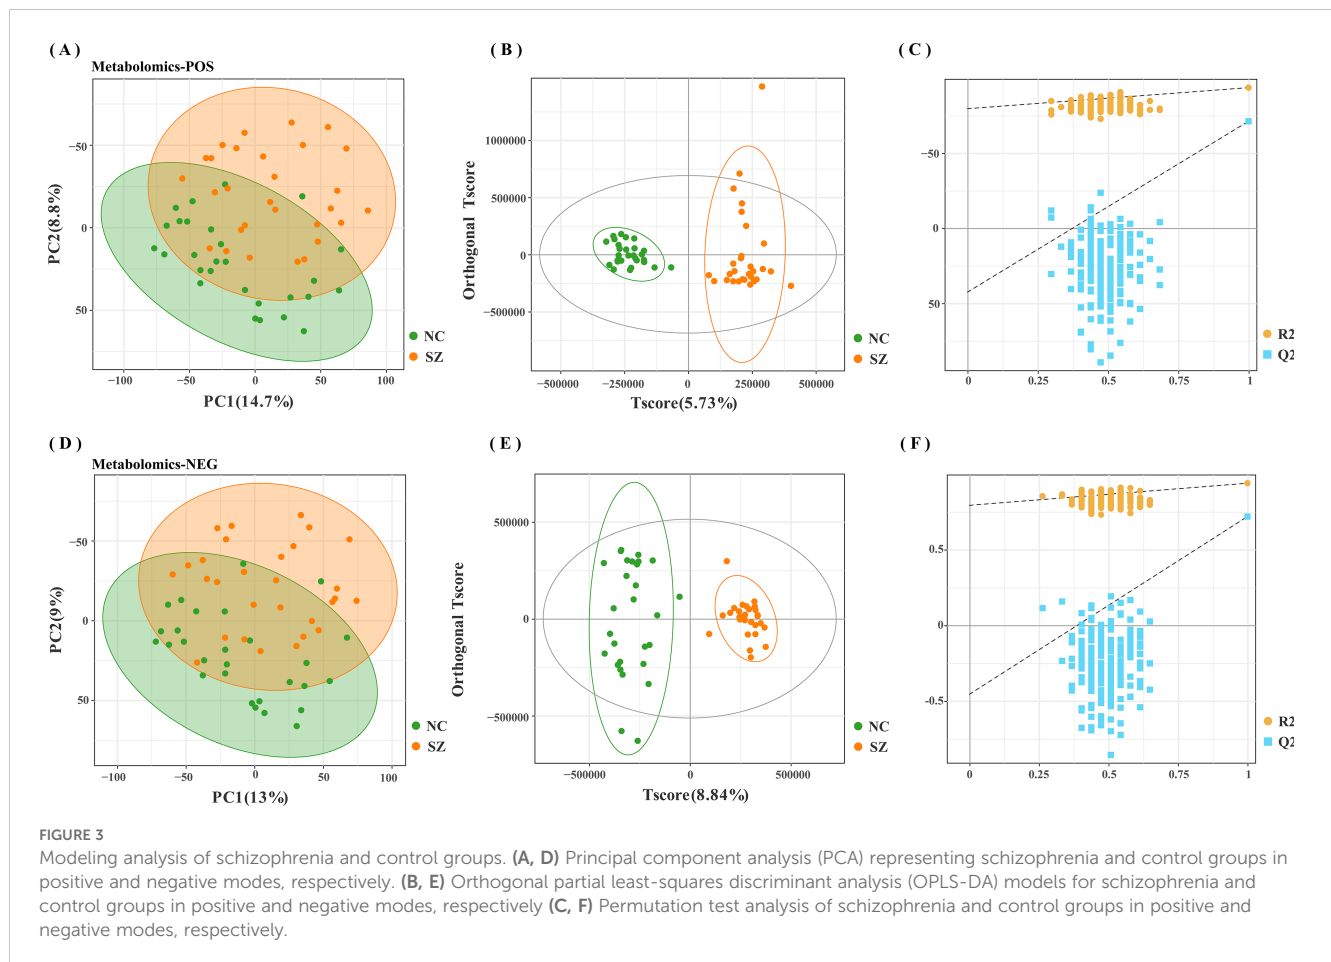 ( A )
Metabolomics-POS
−50
0
50
PC2(8.8%)
−100
−50
0
50
100
PC1(14.7%)
NC
SZ
( B )
1000000
500000
0
−500000
Orthogonal Tscore
−500000
−250000
0
250000
500000
Tscore(5.73%)
NC
SZ
( C )
−50
0
50
0
0.25
0.5
0.75
1
R2
Q2
( D )
Metabolomics-NEG
−50
0
50
PC2(9%)
−100
−50
0
50
100
PC1(13%)
NC
SZ
( E )
500000
0
−500000
Orthogonal Tscore
−500000
0
500000
Tscore(8.84%)
NC
SZ
( F )
0.5
0
-0.5
0
0.25
0.5
0.75
1
R2
Q2
FIGURE 3
Modeling analysis of schizophrenia and control groups. (A, D) Principal component analysis (PCA) representing schizophrenia and control groups in
positive and negative modes, respectively. (B, E) Orthogonal partial least-squares discriminant analysis (OPLS-DA) models for schizophrenia and
control groups in positive and negative modes, respectively (C, F) Permutation test analysis of schizophrenia and control groups in positive and
negative modes, respectively.